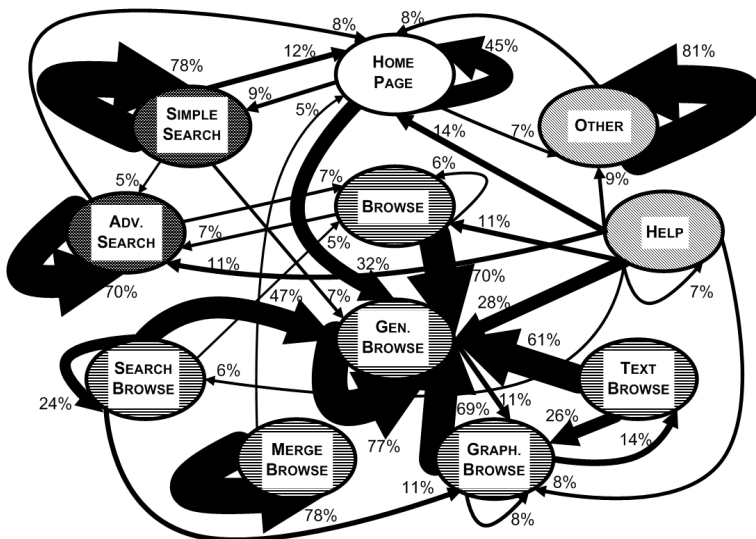 8%
8%
78%
12%
HOME
PAGE
45%
81%
9%
5%
SIMPLE
SEARCH
14%
7%
OTHER
5%
7%
6%
9%
BROWSE
ADV.
SEARCH
7%
5%
11%
HELP
70%
11%
32%
70%
7%
47%
7%
28%
GEN.
BROWSE
61%
SEARCH
BROWSE
6%
TEXT
BROWSE
24%
11%
69%
26%
77%
14%
MERGE
BROWSE
GRAPH.
BROWSE
11%
8%
78%
8%